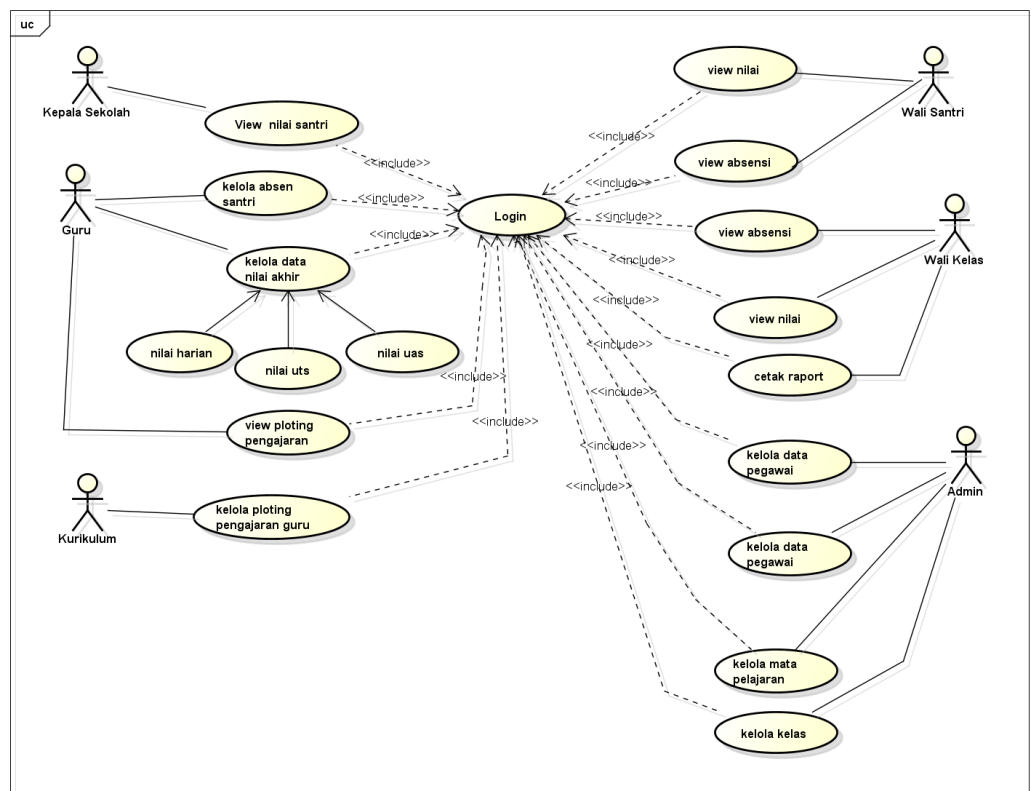 uc
Kepala Sekolah
View nilai santri
<<include>>
Guru
kelola absen
santri
<<include>>
kelola data
nilai akhir
<<include>>
nilai harian
nilai uts
nilai uas
view ploting
pengajaran
<<include>>
Kurikulum
kelola ploting
pengajaran guru
<<include>>
Login
view nilai
<<include>>
Wali Santri
view absensi
<<include>>
view absensi
<<include>>
Wali Kelas
view nilai
<<include>>
cetak raport
<<include>>
kelola data
pegawai
<<include>>
Admin
kelola data
pegawai
<<include>>
kelola mata
pelajaran
<<include>>
kelola kelas
<<include>>